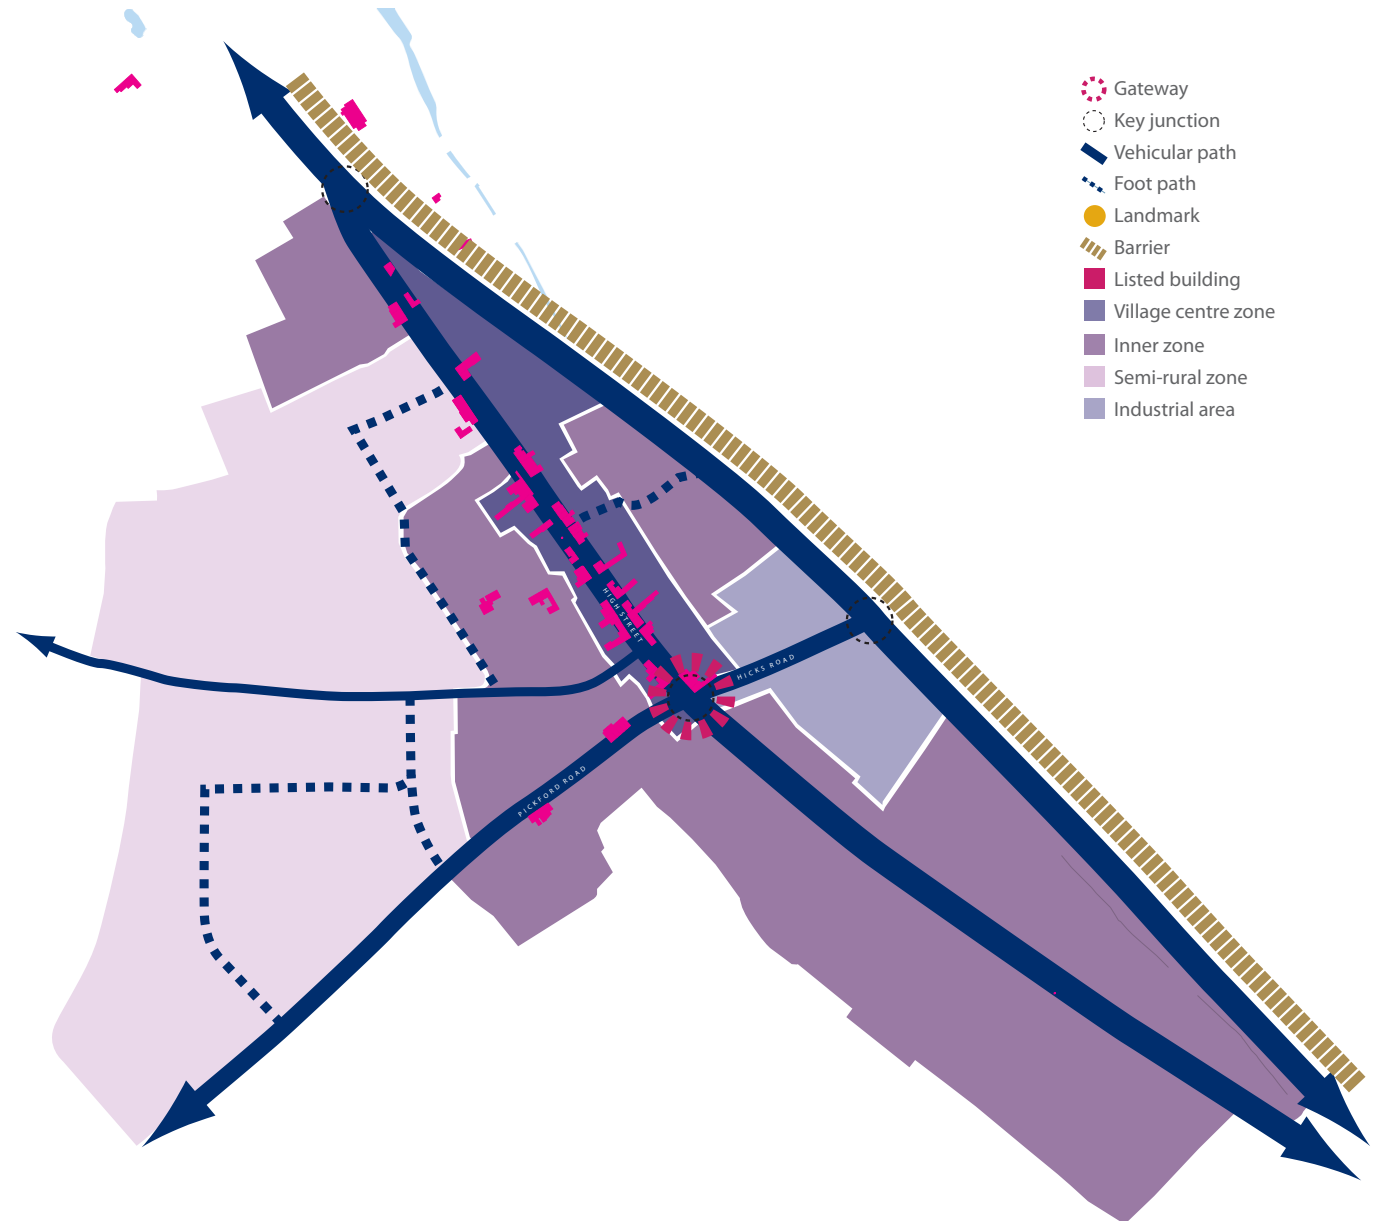 Gateway
Key junction
Vehicular path
Foot path
Landmark
Barrier
Listed building
Village centre zone
Inner zone
Semi-rural zone
Industrial area
HIGH STREET
HICKS ROAD
PICKFORD ROAD